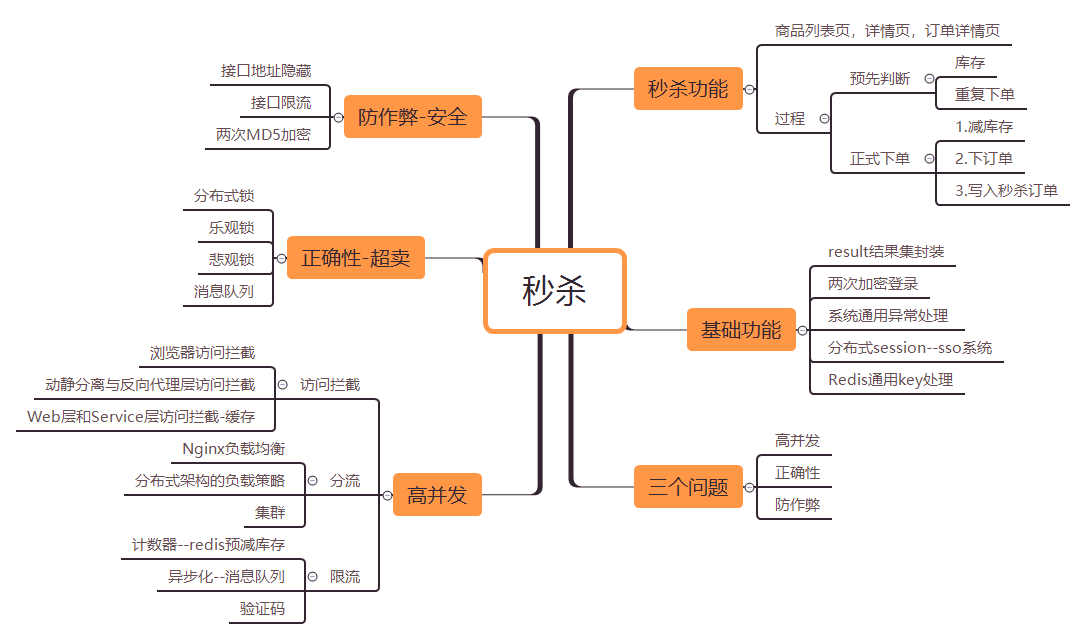 秒杀
秒杀功能
商品列表页，详情页，订单详情页
过程
预先判断
库存
重复下单
正式下单
1.减库存
2.下订单
3.写入秒杀订单
基础功能
result结果集封装
两次加密登录
系统通用异常处理
分布式session--sso系统
Redis通用key处理
三个问题
高并发
正确性
防作弊
防作弊-安全
接口地址隐藏
接口限流
两次MD5加密
正确性-超卖
分布式锁
乐观锁
悲观锁
消息队列
高并发
访问拦截
浏览器访问拦截
动静分离与反向代理层访问拦截
Web层和Service层访问拦截-缓存
分流
Nginx负载均衡
分布式架构的负载策略
集群
限流
计数器--redis预减库存
异步化--消息队列
验证码